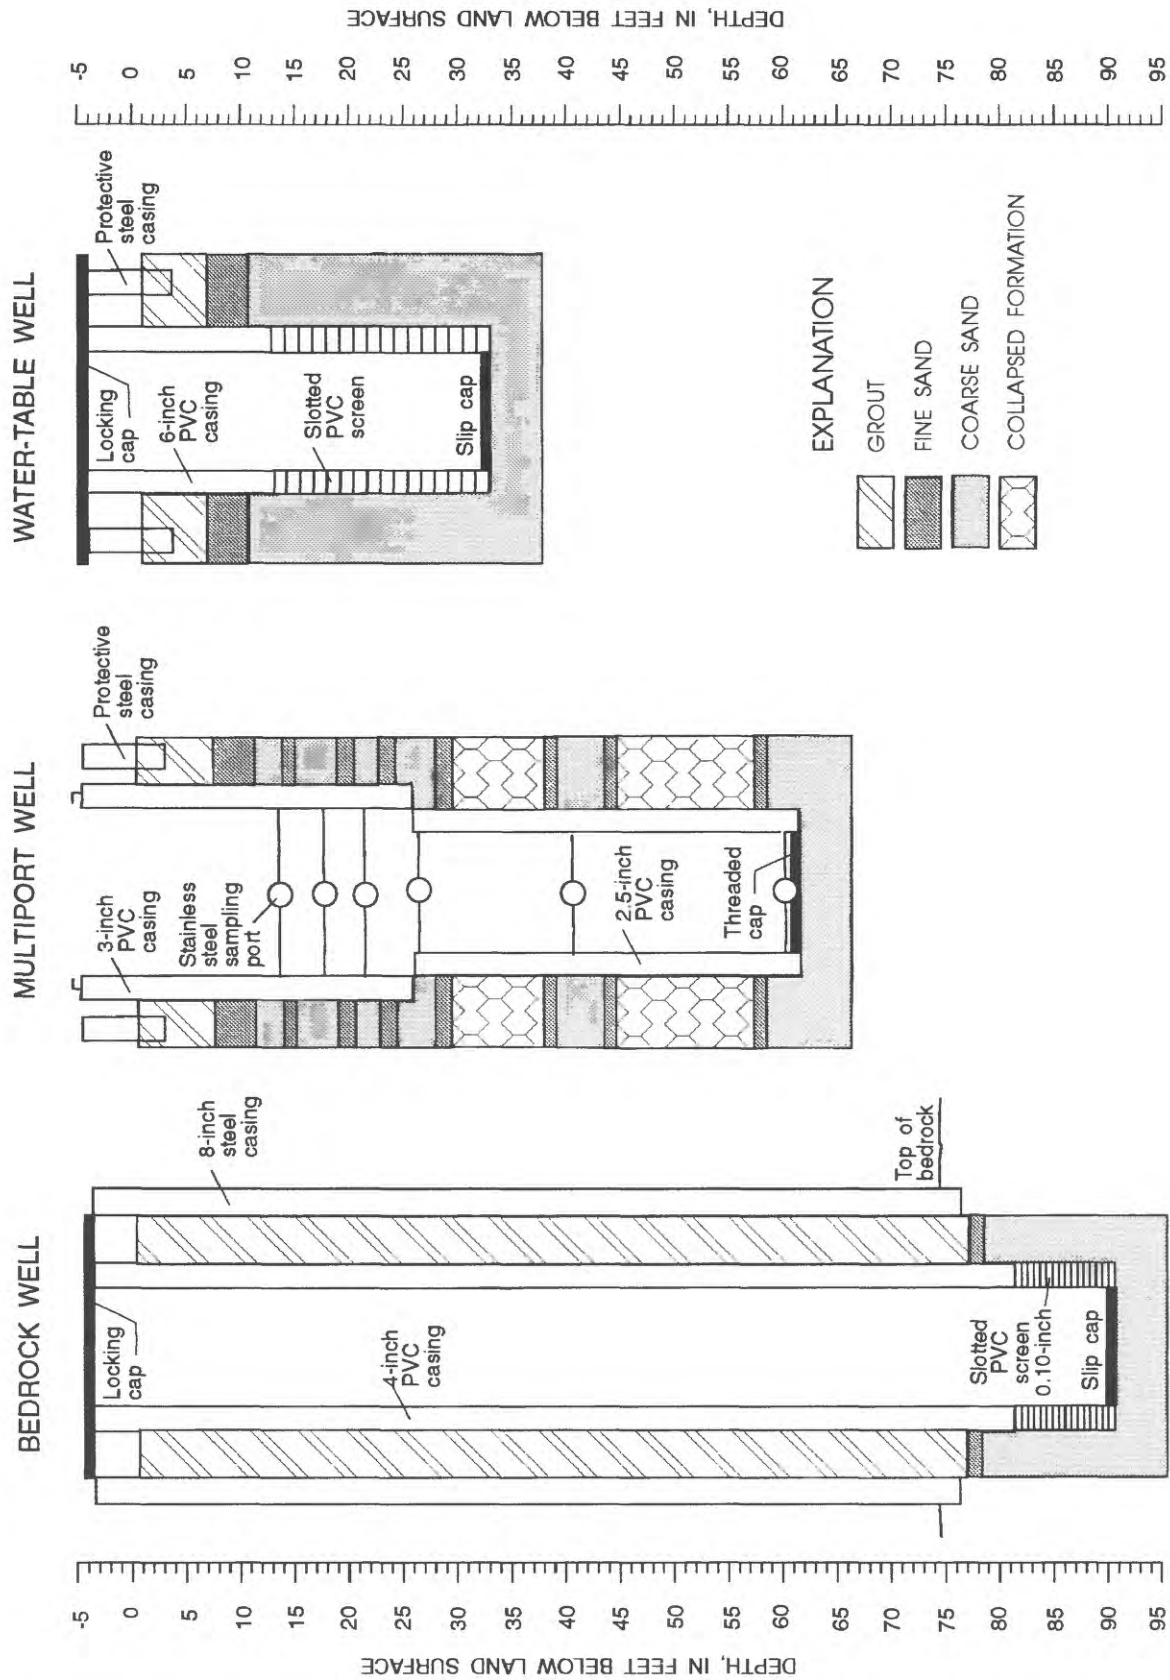 BEDROCK WELL
MULTIPORT WELL
WATER-TABLE WELL
DEPTH, IN FEET BELOW LAND SURFACE
-5
0
5
10
15
20
25
30
35
40
45
50
55
60
65
70
75
80
85
90
95
Locking
cap
4-inch
PVC
casing
8-inch
steel
casing
Top of
bedrock
Slotted
PVC
screen
0.10-inch
Slip cap
3-inch
PVC
casing
Stainless
steel
sampling
port
Protective
steel
casing
2.5-inch
PVC
casing
Threaded
cap
Locking
cap
6-inch
PVC
casing
Slotted
PVC
screen
Slip cap
Protective
steel
casing
EXPLANATION
GROUT
FINE SAND
COARSE SAND
COLLAPSED FORMATION
-5
0
5
10
15
20
25
30
35
40
45
50
55
60
65
70
75
80
85
90
95
DEPTH, IN FEET BELOW LAND SURFACE